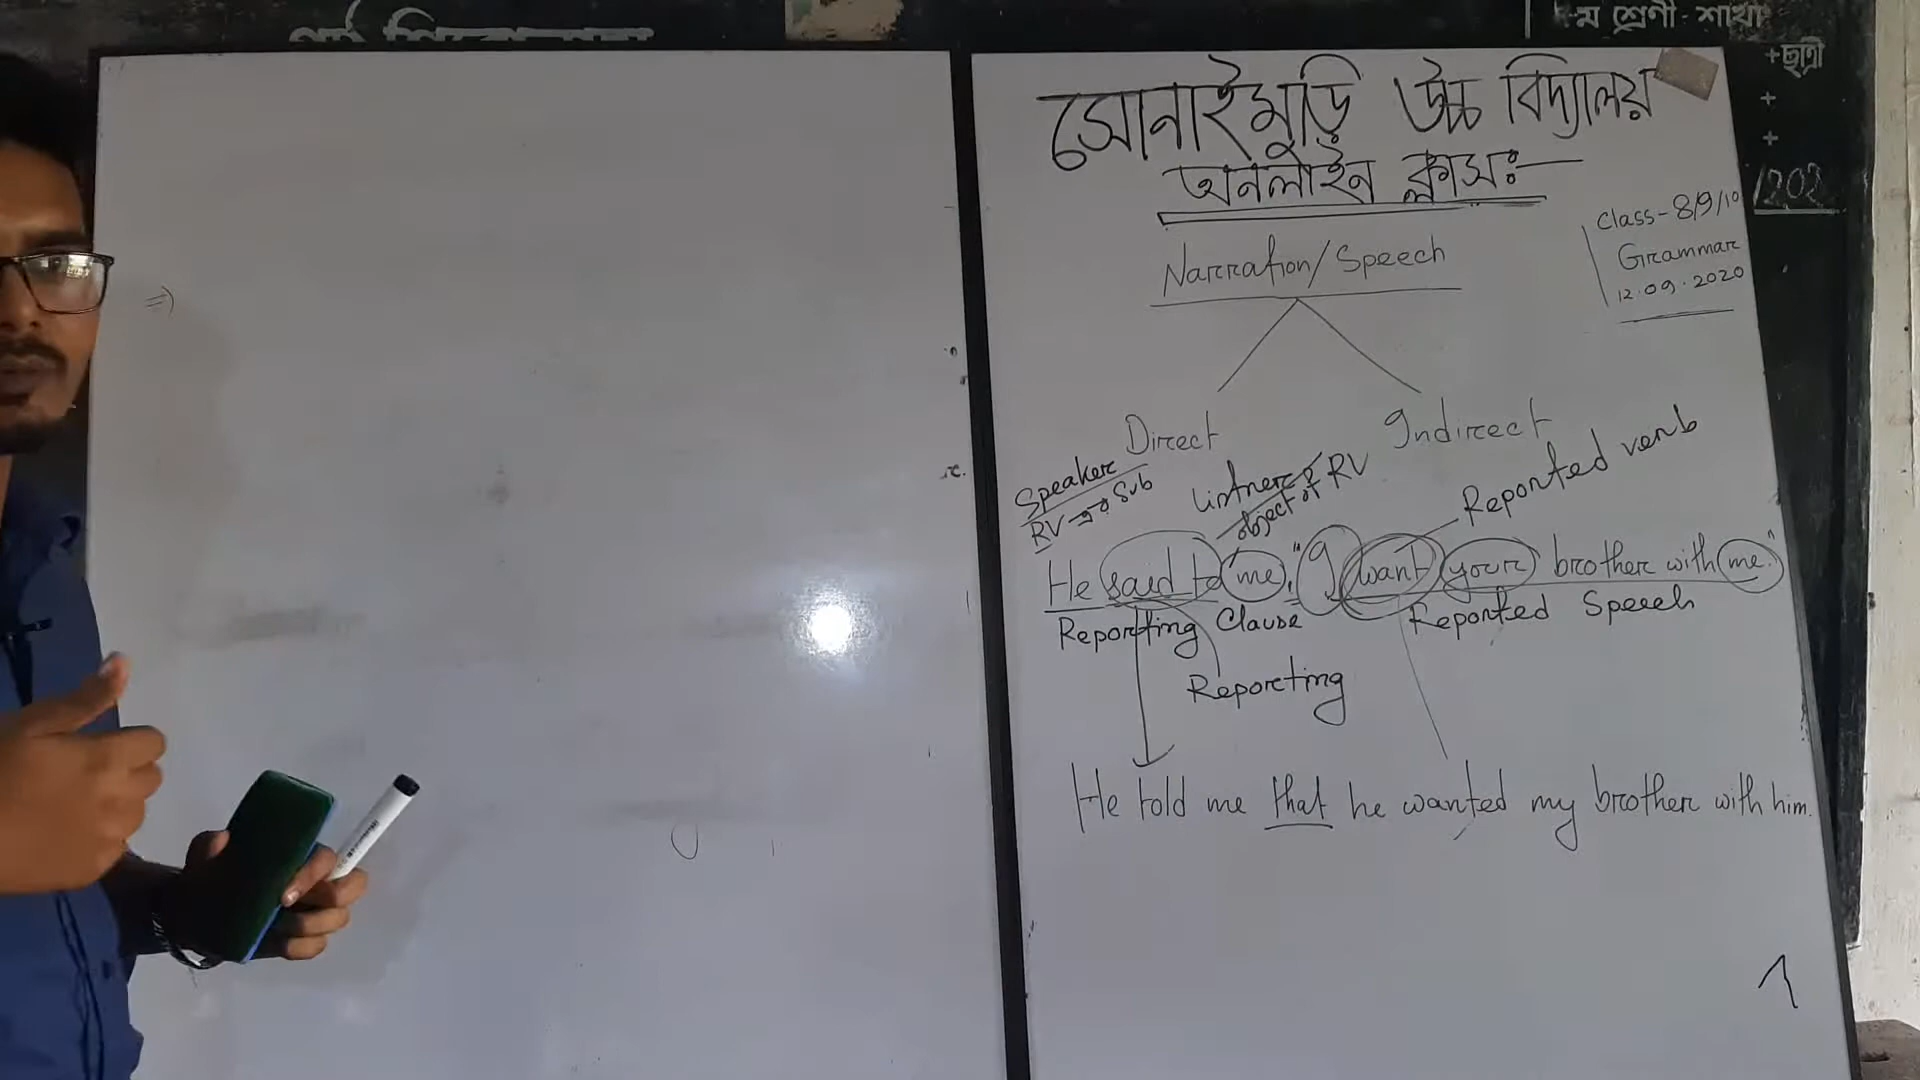 ম শ্রেণী - শাখা
+ছাত্রী
+
+
/202
সোনাইমুড়ি উচ্চ বিদ্যালয়
অনলাইন ক্লাসঃ—
Class - 8/9/10
Grammar
12.09.2020
Narration/Speech
Direct
Indirect
Speaker
RV → Sub
Listner
object of RV
Reported verb
He said to me, "I want your brother with me."
Reporting Clause
Reported Speech
Reporting
He told me that he wanted my brother with him.